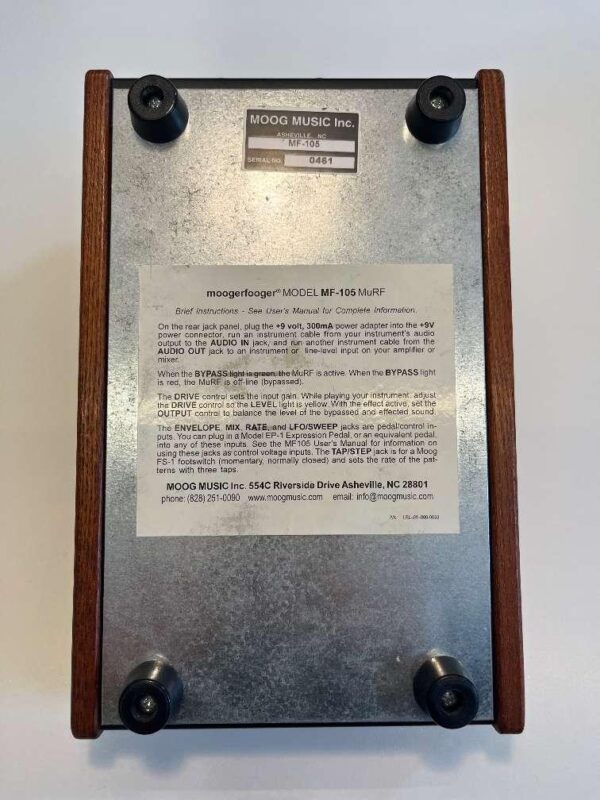 MOOG MUSIC Inc.
ASHEVILLE, NC
MF-105
SERIAL NO. 0461
moogerfooger® MODEL MF-105 MuRF
Brief Instructions - See User's Manual for Complete Information.
On the rear jack panel, plug the +9 volt, 300mA power adapter into the +9V
power connector, run an instrument cable from your instrument's audio
output to the AUDIO IN jack, and run another instrument cable from the
AUDIO OUT jack to an instrument or line-level input on your amplifier or
mixer.
When the BYPASS light is green, the MuRF is active. When the BYPASS light
is red, the MuRF is off-line (bypassed).
The DRIVE control sets the input gain. While playing your instrument, adjust
the DRIVE control so the LEVEL light is yellow. With the effect active, set the
OUTPUT control to balance the level of the bypassed and effected sound.
The ENVELOPE, MIX, RATE, and LFO/SWEEP jacks are pedal/control in-
puts. You can plug in a Model EP-1 Expression Pedal, or an equivalent pedal,
into any of these inputs. See the MF105 User's Manual for information on
using these jacks as control voltage inputs. The TAP/STEP jack is for a Moog
FS-1 footswitch (momentary, normally closed) and sets the rate of the pat-
terns with three taps.
MOOG MUSIC Inc. 554C Riverside Drive Asheville, NC 28801
phone: (828) 251-0090 www.moogmusic.com email: info@moogmusic.com